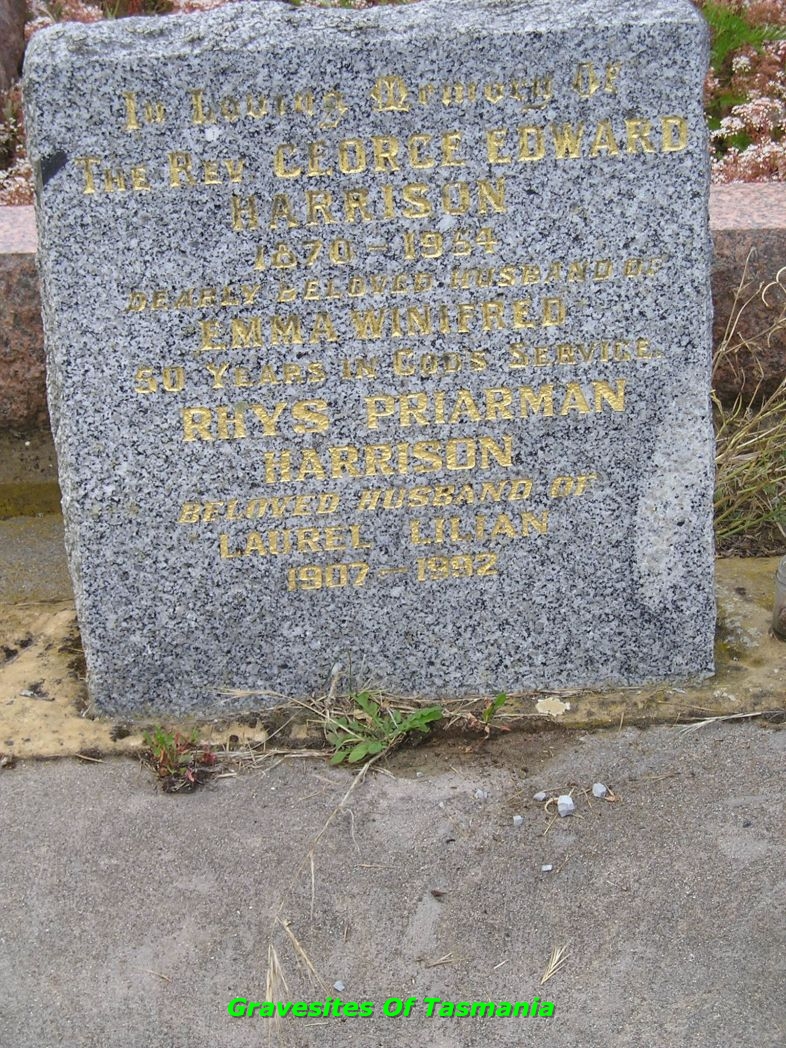 In Loving Memory Of
The Rev GEORGE EDWARD
HARRISON
1870 - 1954
DEARLY BELOVED HUSBAND OF
EMMA WINIFRED
50 YEARS IN GOD'S SERVICE.
RHYS PRIARMAN
HARRISON
BELOVED HUSBAND OF
LAUREL LILIAN
1907 - 1992
Gravesites Of Tasmania